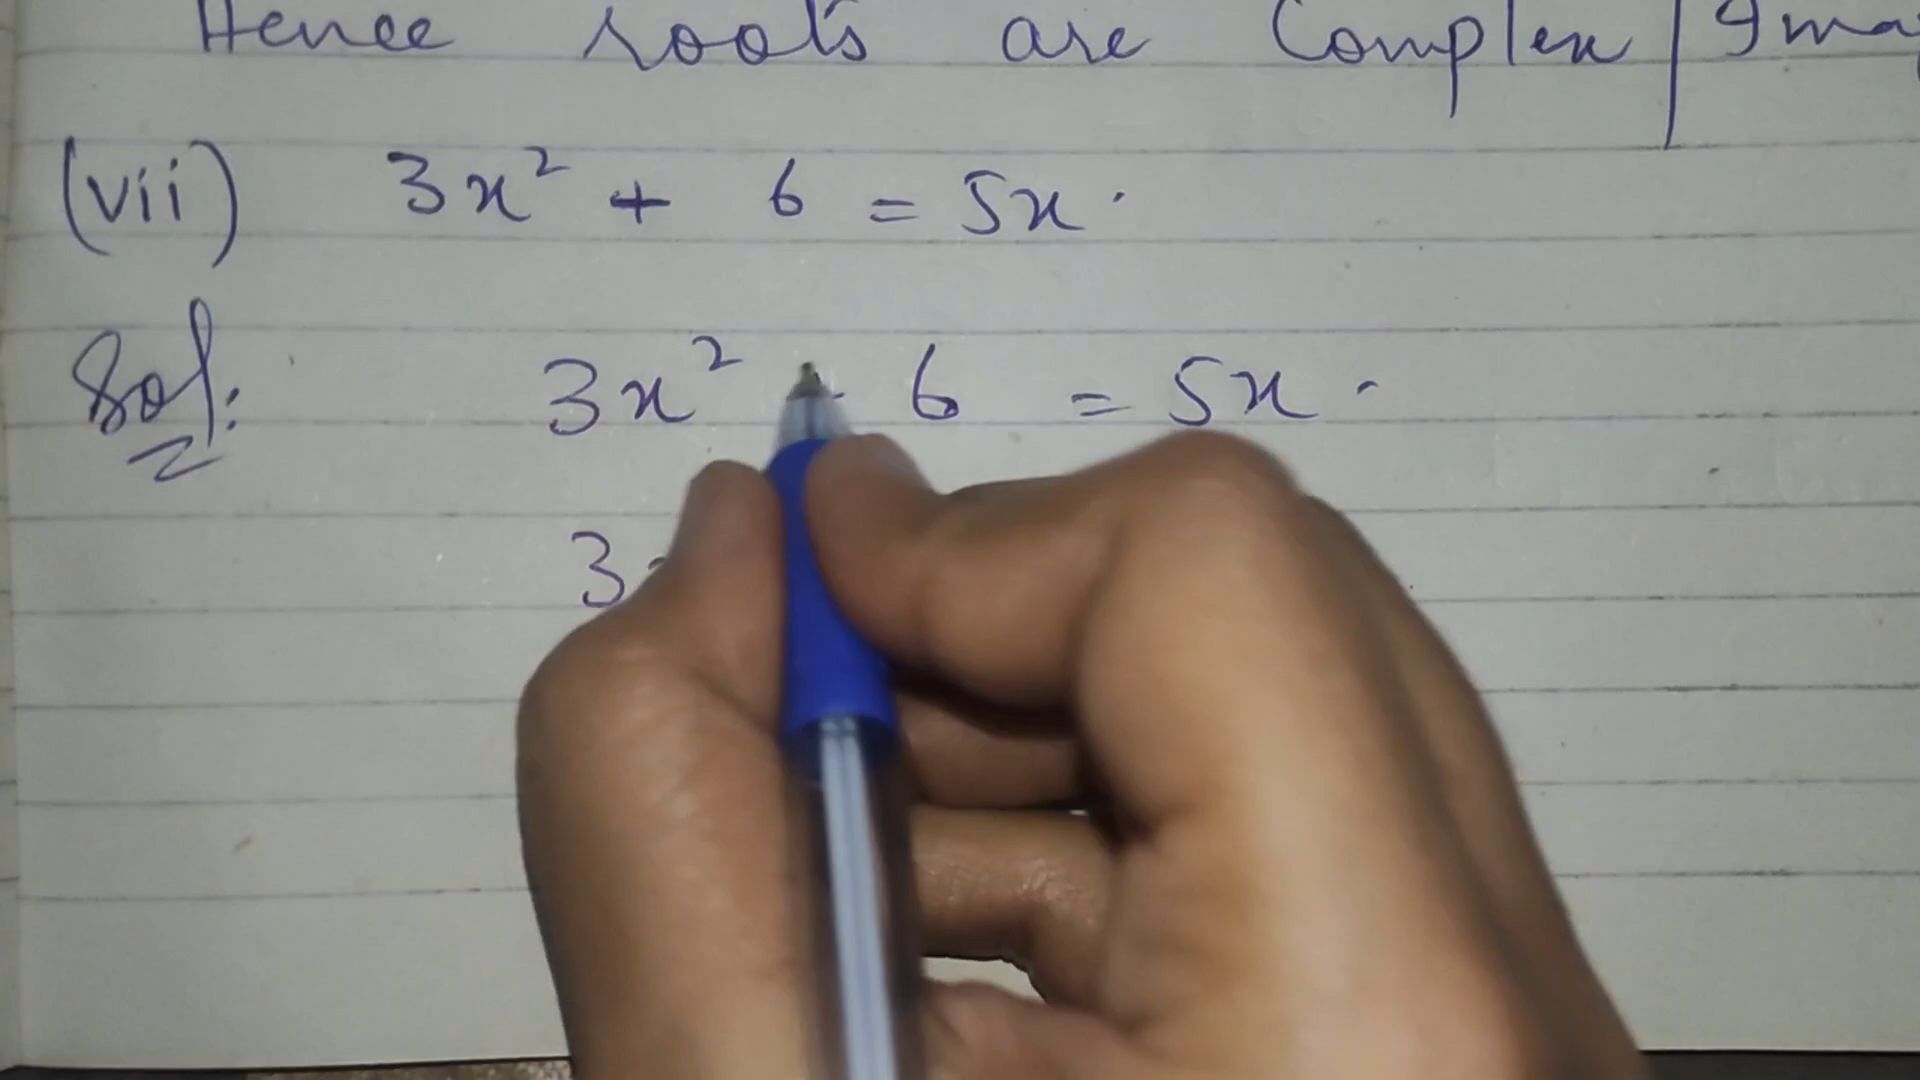 Hence roots are Complex /
(vii) 3x² + 6 = 5x.
Sol: 3x² + 6 = 5x.
3